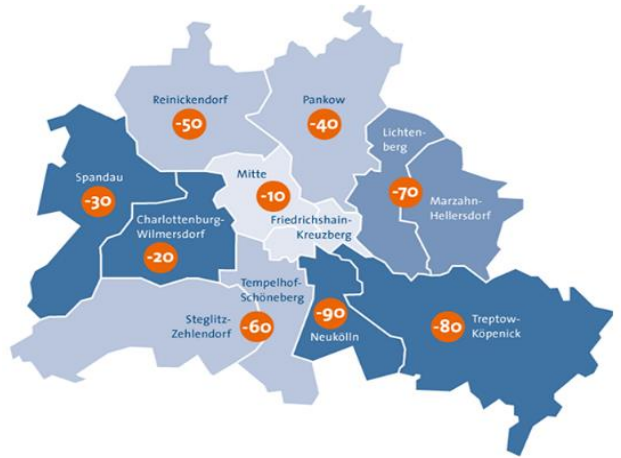 Reinickendorf
-50
Pankow
-40
Lichten-
berg
Mitte
-10
Spandau
-30
-70
Marzahn-
Hellersdorf
Charlottenburg-
Wilmersdorf
-20
Friedrichshain-
Kreuzberg
Tempelhof-
Schöneberg
Steglitz-
Zehlendorf
-60
-90
Neukölln
-80
Treptow-
Köpenick